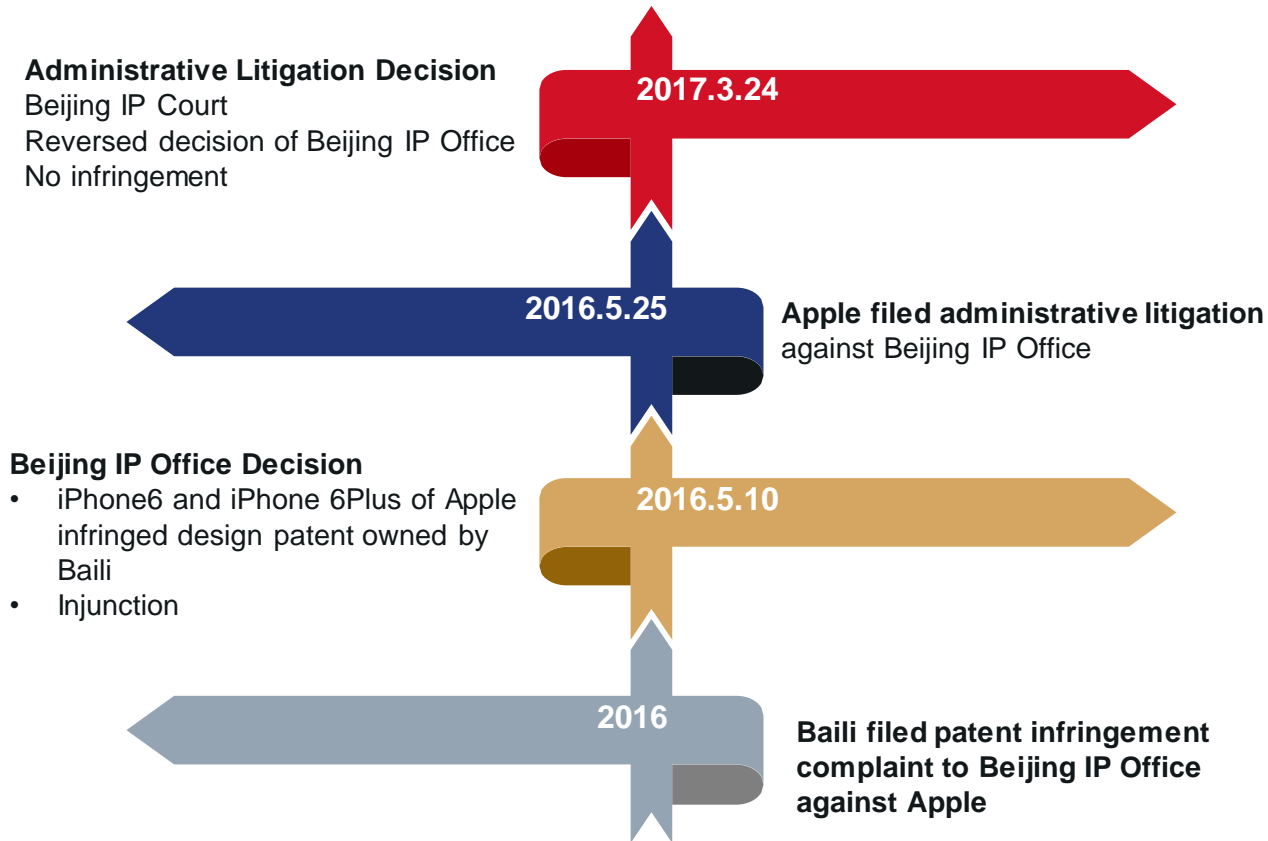 Administrative Litigation Decision
Beijing IP Court
Reversed decision of Beijing IP Office
No infringement
2017.3.24
2016.5.25
Apple filed administrative litigation
against Beijing IP Office
Beijing IP Office Decision
• iPhone6 and iPhone 6Plus of Apple
infringed design patent owned by
Baili
• Injunction
2016.5.10
2016
Baili filed patent infringement
complaint to Beijing IP Office
against Apple